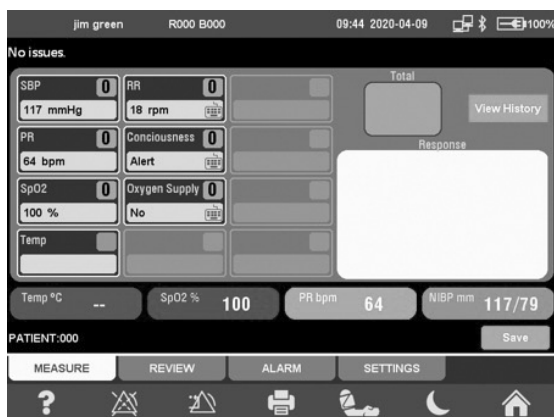 jim green R000 B000 09:44 2020-04-09 100%
No issues.
SBP 0 RR 0 Total
117 mmHg 18 rpm View History
PR 0 Conciousness 0 Response
64 bpm Alert
SpO2 0 Oxygen Supply 0
100 % No
Temp
Temp ºC -- SpO2 % 100 PR bpm 64 NIBP mm 117/79
PATIENT:000 Save
MEASURE REVIEW ALARM SETTINGS
?